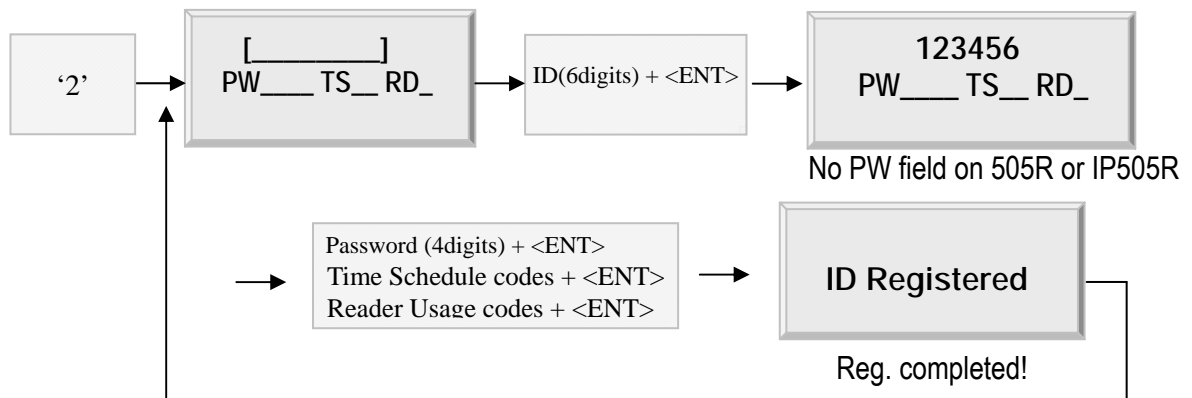 ‘2’
[________]
PW____ TS__ RD_
ID(6digits) + <ENT>
123456
PW____ TS__ RD_
No PW field on 505R or IP505R
Password (4digits) + <ENT>
Time Schedule codes + <ENT>
Reader Usage codes + <ENT>
ID Registered
Reg. completed!